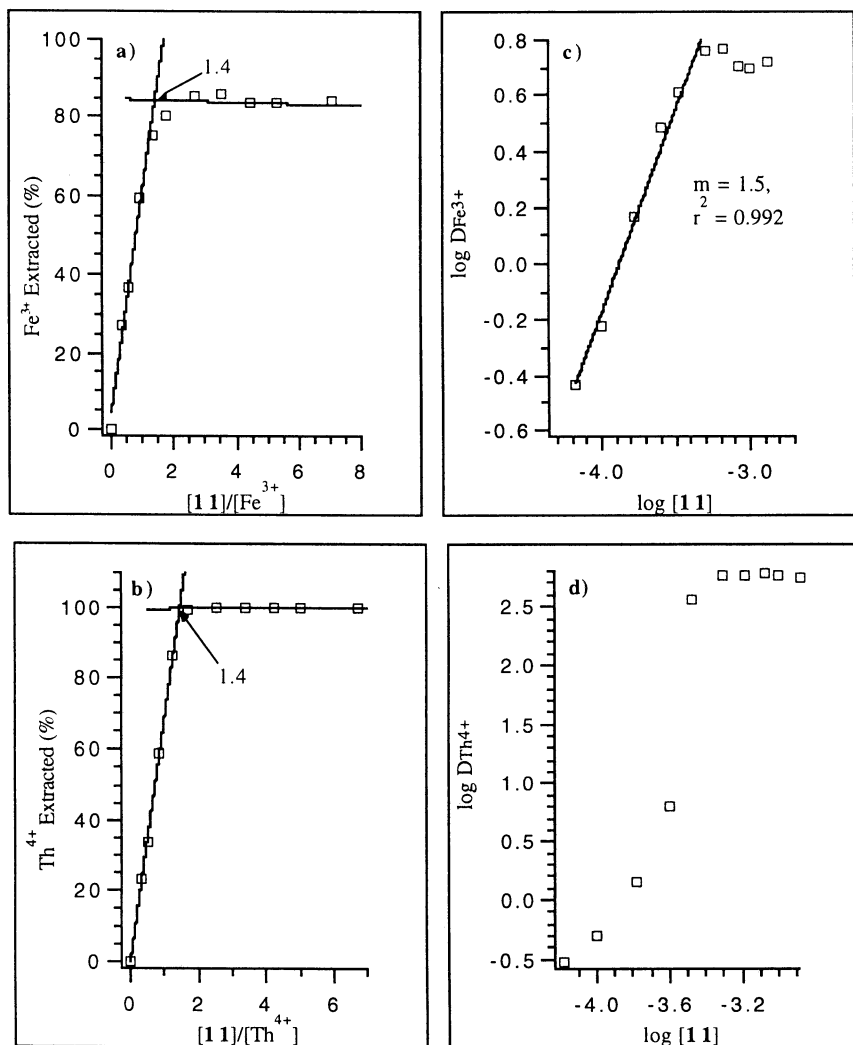 a)
100
80
60
40
20
0
Fe³⁺ Extracted (%)
1.4
0 2 4 6 8
[11]/[Fe³⁺]
c)
0.8
0.6
0.4
0.2
0.0
-0.2
-0.4
-0.6
log DFe3+
m = 1.5,
r² = 0.992
-4.0 -3.0
log [11]
b)
100
80
60
40
20
0
Th⁴⁺ Extracted (%)
1.4
0 2 4 6
[11]/[Th⁴⁺]
d)
2.5
2.0
1.5
1.0
0.5
0.0
-0.5
log DTh4+
-4.0 -3.6 -3.2
log [11]